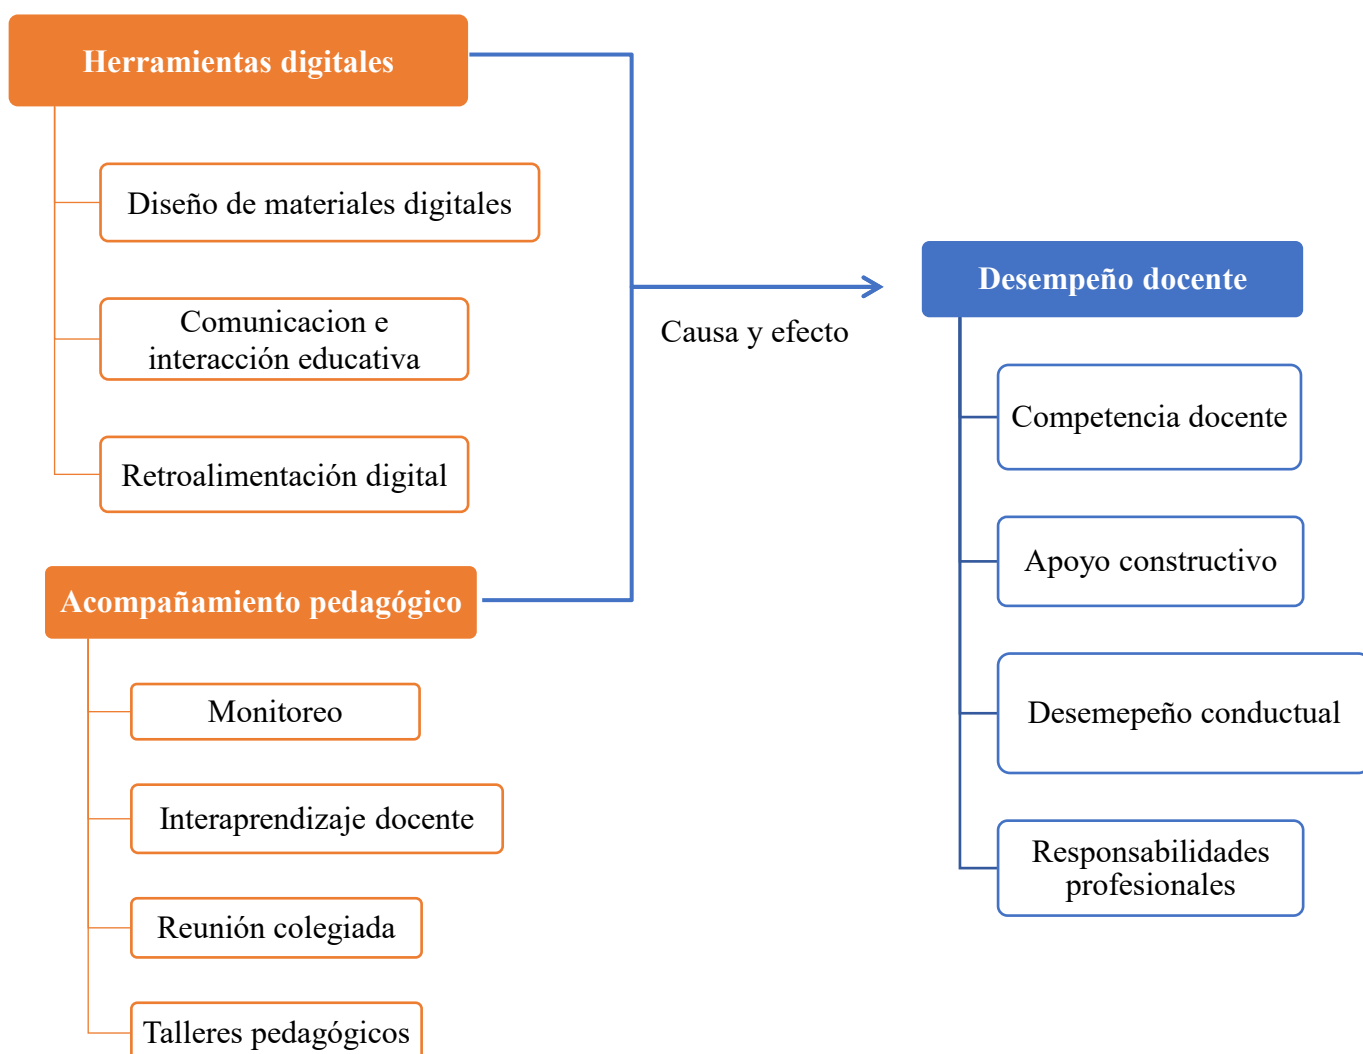 Herramientas digitales
Diseño de materiales digitales
Comunicacion e
interacción educativa
Retroalimentación digital
Acompañamiento pedagógico
Monitoreo
Interaprendizaje docente
Reunión colegiada
Talleres pedagógicos
Causa y efecto
Desempeño docente
Competencia docente
Apoyo constructivo
Desemepeño conductual
Responsabilidades
profesionales